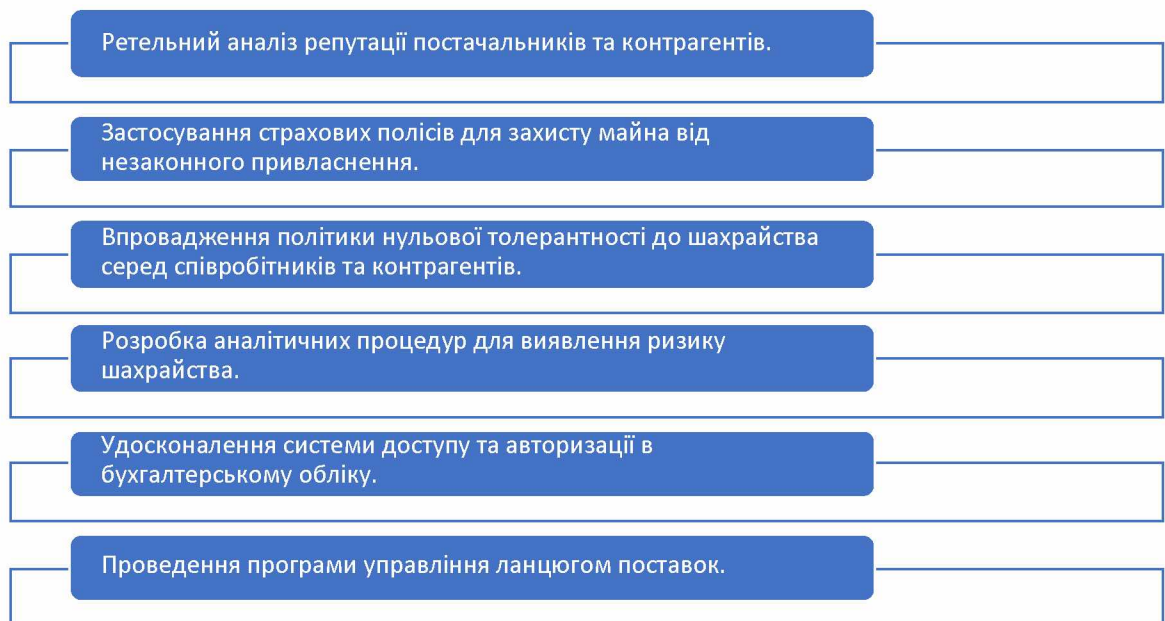 Ретельний аналіз репутації постачальників та контрагентів.
Застосування страхових полісів для захисту майна від
незаконного привласнення.
Впровадження політики нульової толерантності до шахрайства
серед співробітників та контрагентів.
Розробка аналітичних процедур для виявлення ризику
шахрайства.
Удосконалення системи доступу та авторизації в
бухгалтерському обліку.
Проведення програми управління ланцюгом поставок.